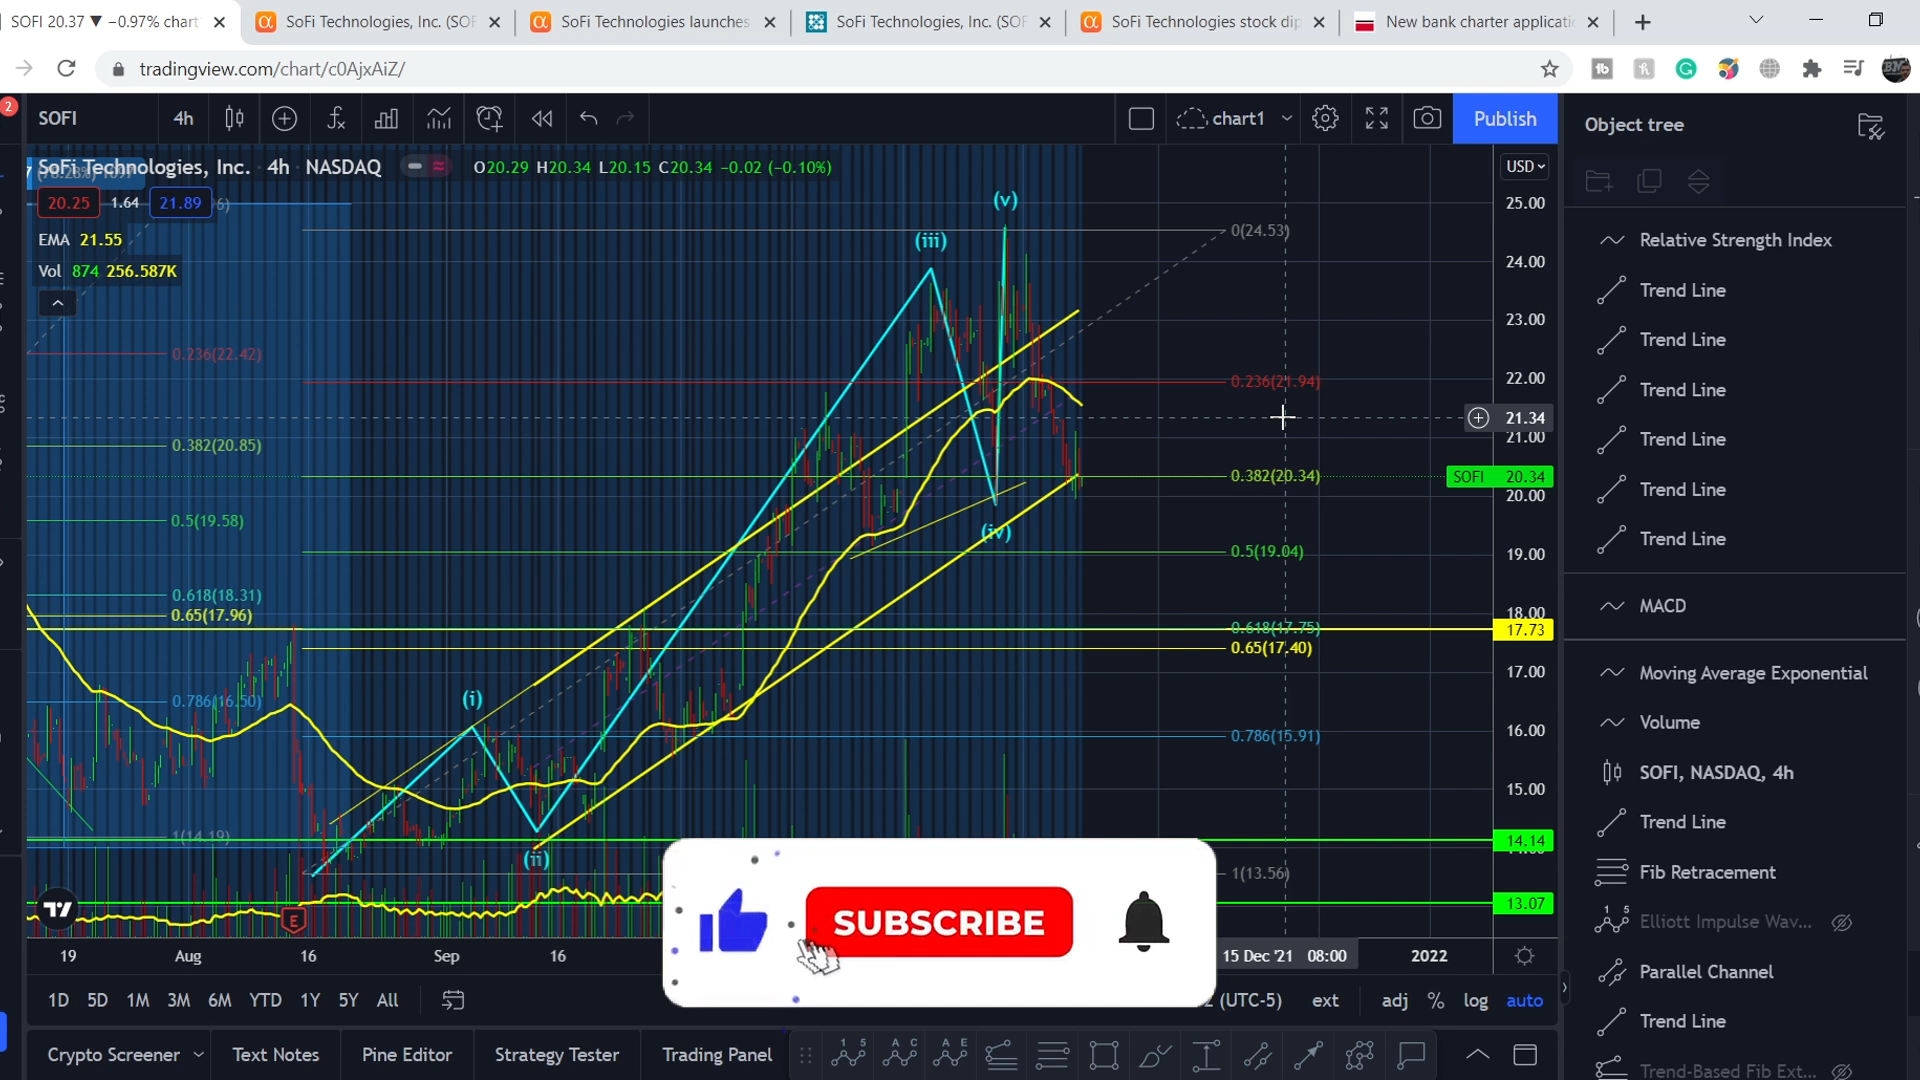 SOFI 20.37 ▼ −0.97% chart
SoFi Technologies, Inc. (SOF
SoFi Technologies launches
SoFi Technologies, Inc. (SOF
SoFi Technologies stock dip
New bank charter applicatio
tradingview.com/chart/c0AjxAiZ/
2
SOFI
4h
chart1
Publish
Object tree
SoFi Technologies, Inc. 4h NASDAQ
O20.29 H20.34 L20.15 C20.34 −0.02 (−0.10%)
USD
20.25 1.64 21.89
EMA 21.55
Vol 874 256.587K
25.00
24.00
23.00
22.00
21.34
21.00
SOFI 20.34
20.00
19.00
18.00
17.73
17.00
16.00
15.00
14.14
13.07
0.236(22.42)
0.382(20.85)
0.5(19.58)
0.618(18.31)
0.65(17.96)
0.786(16.50)
1(14.19)
(i)
(ii)
(iii)
(iv)
(v)
0(24.53)
0.236(21.94)
0.382(20.34)
0.5(19.04)
0.618(17.75)
0.65(17.40)
0.786(15.91)
1(13.56)
E
SUBSCRIBE
19 Aug 16 Sep 16
15 Dec '21 08:00
2022
1D 5D 1M 3M 6M YTD 1Y 5Y All
(UTC-5) ext adj % log auto
Crypto Screener
Text Notes
Pine Editor
Strategy Tester
Trading Panel
Relative Strength Index
Trend Line
Trend Line
Trend Line
Trend Line
Trend Line
Trend Line
MACD
Moving Average Exponential
Volume
SOFI, NASDAQ, 4h
Trend Line
Fib Retracement
Elliott Impulse Wav...
Parallel Channel
Trend Line
Trend-Based Fib Ext...